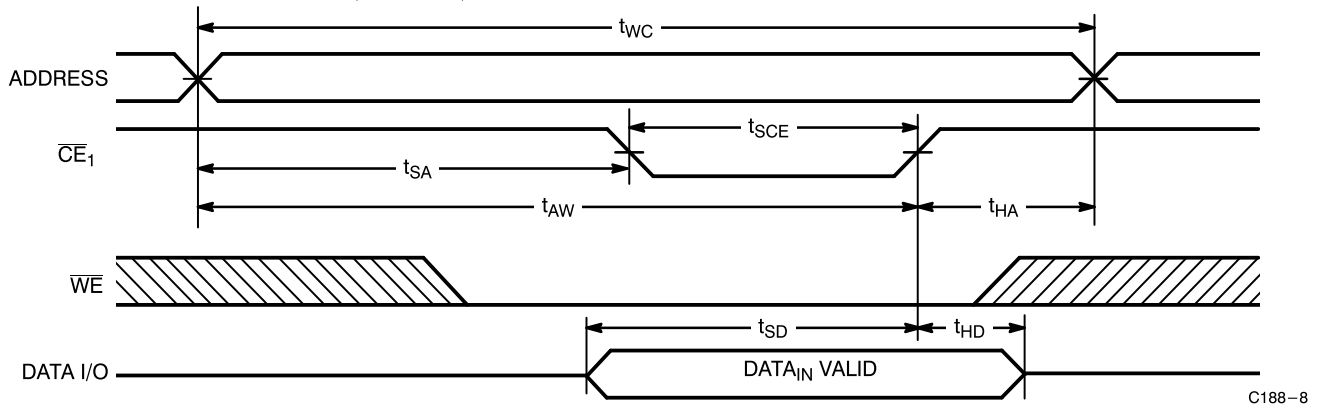 tWC
ADDRESS
tSCE
CE1
tSA
tAW
tHA
WE
tSD
tHD
DATA I/O
DATAIN VALID
C188−8